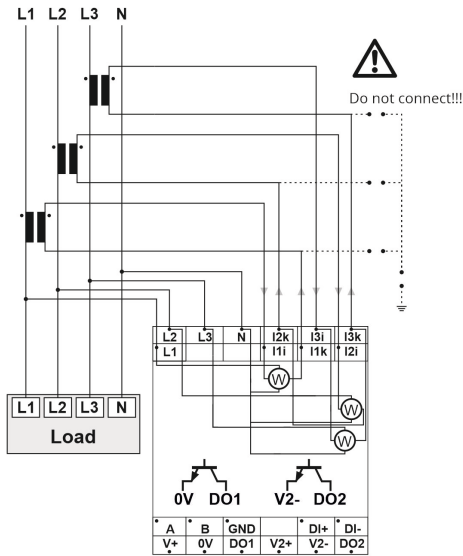 L1 L2 L3 N
Do not connect!!!
L2 L3 N I2k I3i I3k
L1 I1i I1k I2i
W
W
W
L1 L2 L3 N
Load
0V DO1 V2- DO2
A B GND DI+ DI-
V+ 0V DO1 V2+ V2- DO2